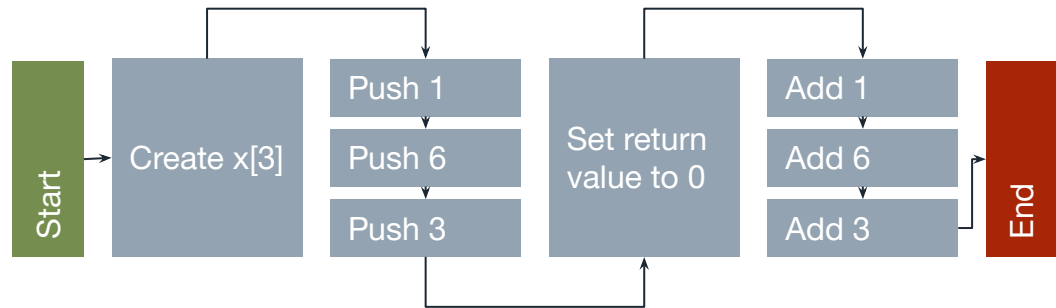 Start
Create x[3]
Push 1
Push 6
Push 3
Set return
value to 0
Add 1
Add 6
Add 3
End